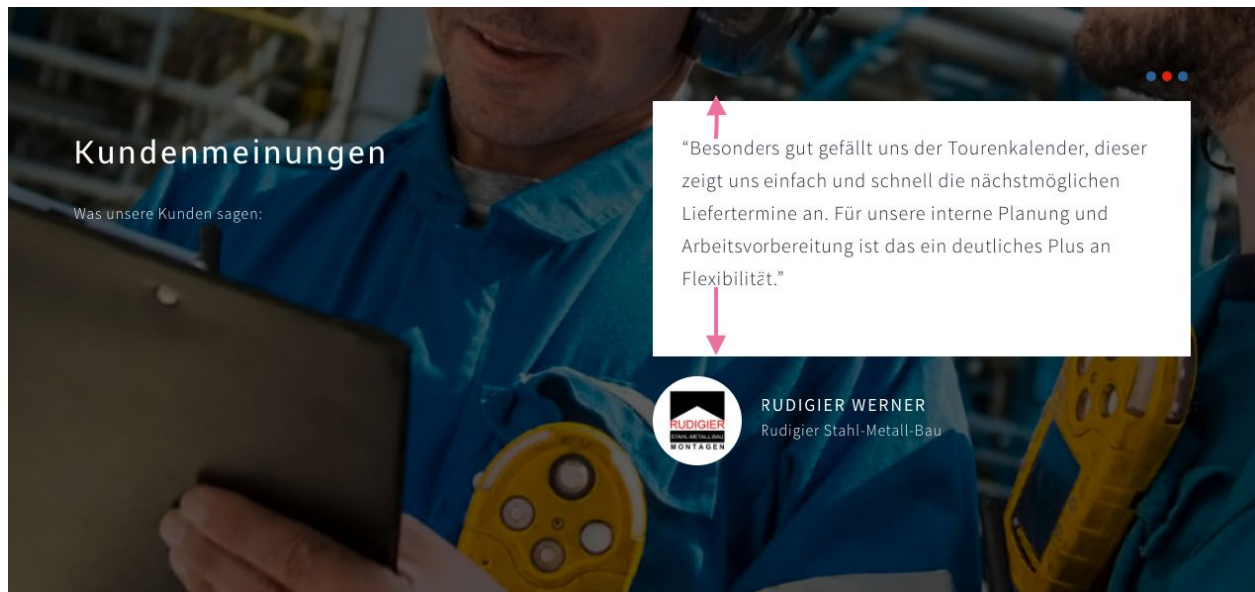 Kundenmeinungen
Was unsere Kunden sagen:
“Besonders gut gefällt uns der Tourenkalender, dieser
zeigt uns einfach und schnell die nächstmöglichen
Liefertermine an. Für unsere interne Planung und
Arbeitsvorbereitung ist das ein deutliches Plus an
Flexibilität.”
RUDIGIER
STAHL-METALL-BAU
MONTAGEN
RUDIGIER WERNER
Rudigier Stahl-Metall-Bau